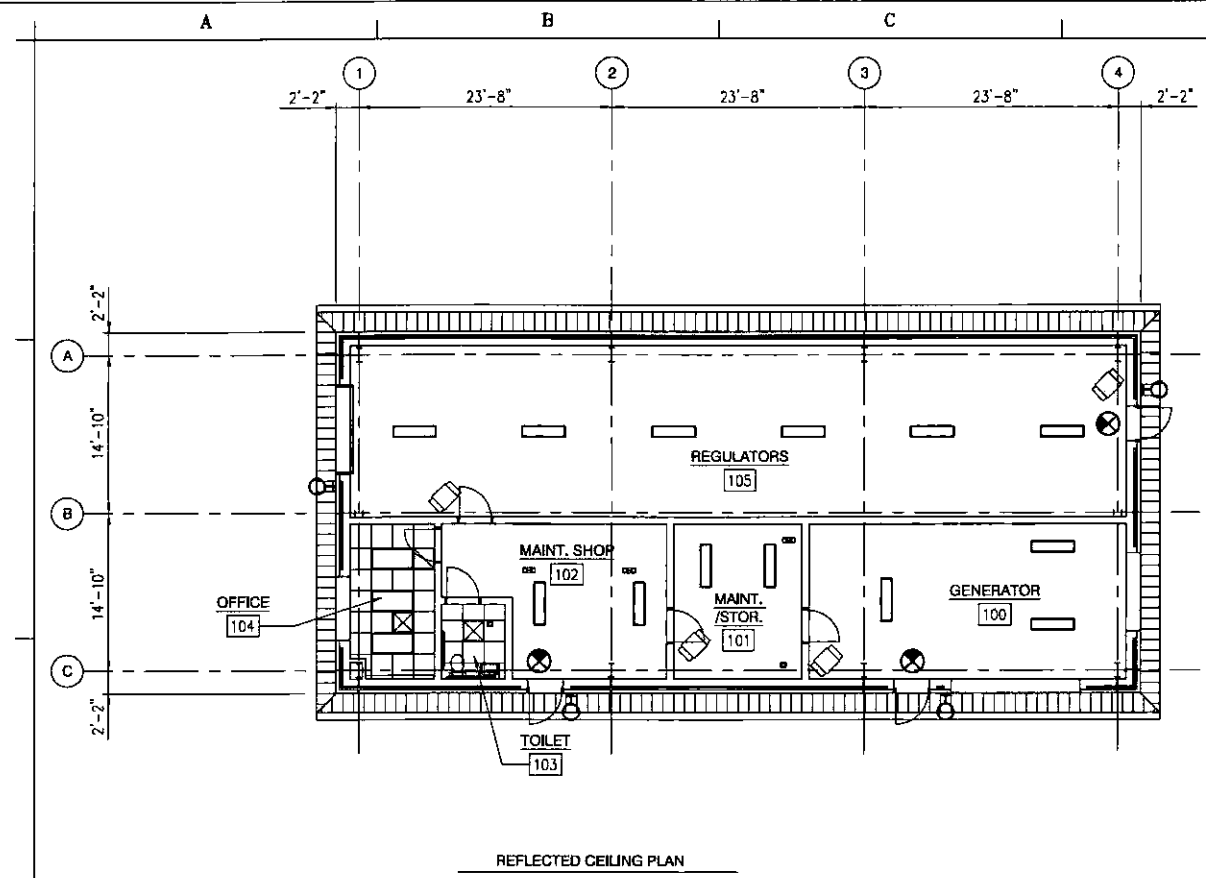 A B C
1 2 3 4
2'-2" 23'-8" 23'-8" 23'-8" 2'-2"
2'-2"
A
14'-10"
REGULATORS
105
B
MAINT. SHOP
102
14'-10"
OFFICE
104
MAINT.
/STOR.
101
GENERATOR
100
C
2'-2"
TOILET
103
REFLECTED CEILING PLAN